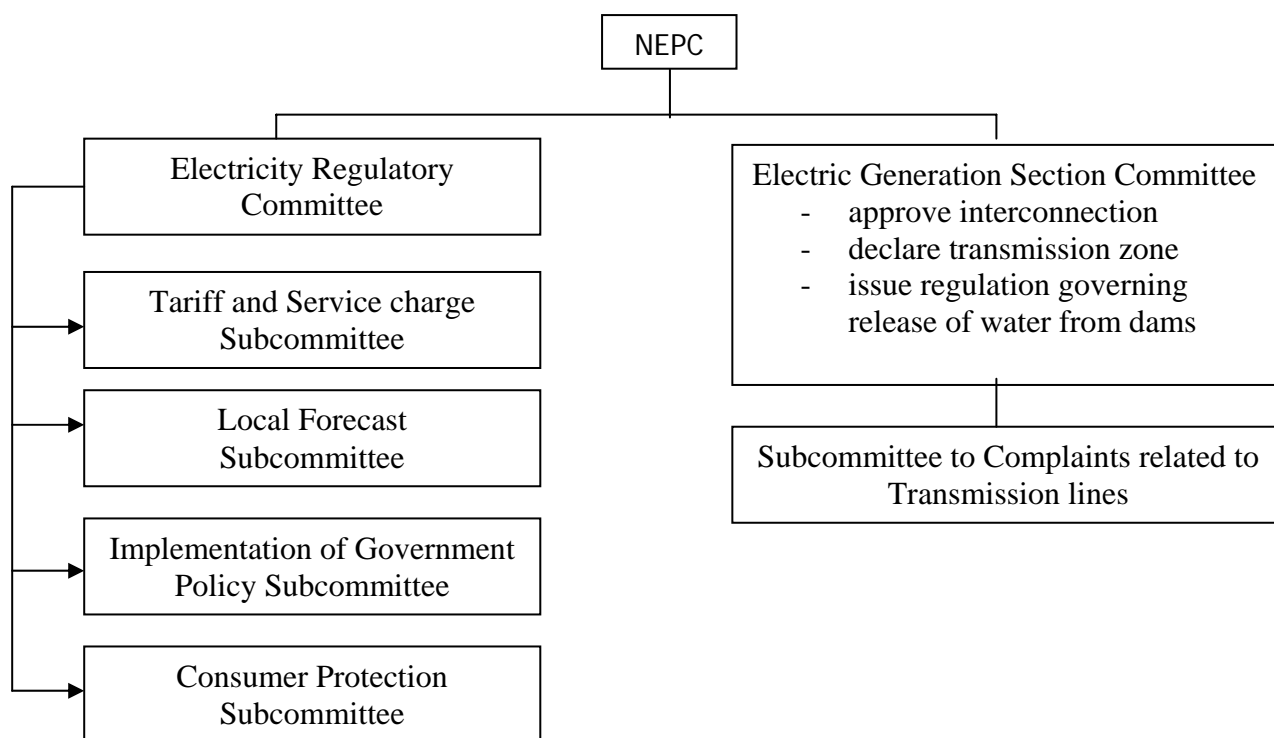 NEPC
Electricity Regulatory
Committee
Tariff and Service charge
Subcommittee
Local Forecast
Subcommittee
Implementation of Government
Policy Subcommittee
Consumer Protection
Subcommittee
Electric Generation Section Committee
- approve interconnection
- declare transmission zone
- issue regulation governing
release of water from dams
Subcommittee to Complaints related to
Transmission lines